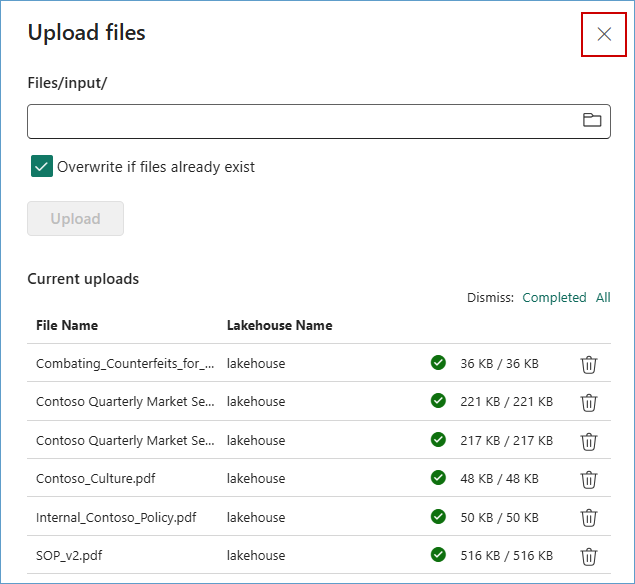 Upload files
Files/input/
Overwrite if files already exist
Upload
Current uploads
Dismiss: Completed All
File Name Lakehouse Name
Combating_Counterfeits_for_... lakehouse 36 KB / 36 KB
Contoso Quarterly Market Se... lakehouse 221 KB / 221 KB
Contoso Quarterly Market Se... lakehouse 217 KB / 217 KB
Contoso_Culture.pdf lakehouse 48 KB / 48 KB
Internal_Contoso_Policy.pdf lakehouse 50 KB / 50 KB
SOP_v2.pdf lakehouse 516 KB / 516 KB